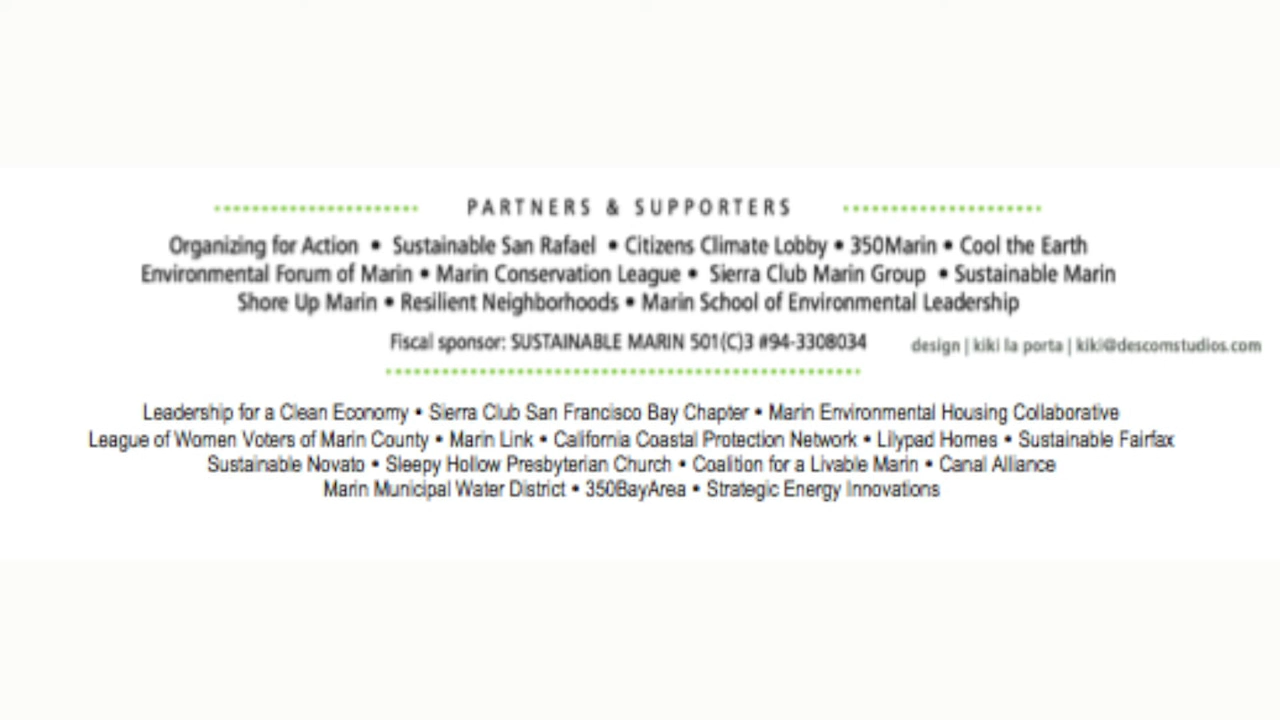 PARTNERS & SUPPORTERS
Organizing for Action • Sustainable San Rafael • Citizens Climate Lobby • 350Marin • Cool the Earth
Environmental Forum of Marin • Marin Conservation League • Sierra Club Marin Group • Sustainable Marin
Shore Up Marin • Resilient Neighborhoods • Marin School of Environmental Leadership
Fiscal sponsor: SUSTAINABLE MARIN 501(C)3 #94-3308034
design | kiki la porta | kiki@descomstudios.com
Leadership for a Clean Economy • Sierra Club San Francisco Bay Chapter • Marin Environmental Housing Collaborative
League of Women Voters of Marin County • Marin Link • California Coastal Protection Network • Lilypad Homes • Sustainable Fairfax
Sustainable Novato • Sleepy Hollow Presbyterian Church • Coalition for a Livable Marin • Canal Alliance
Marin Municipal Water District • 350BayArea • Strategic Energy Innovations